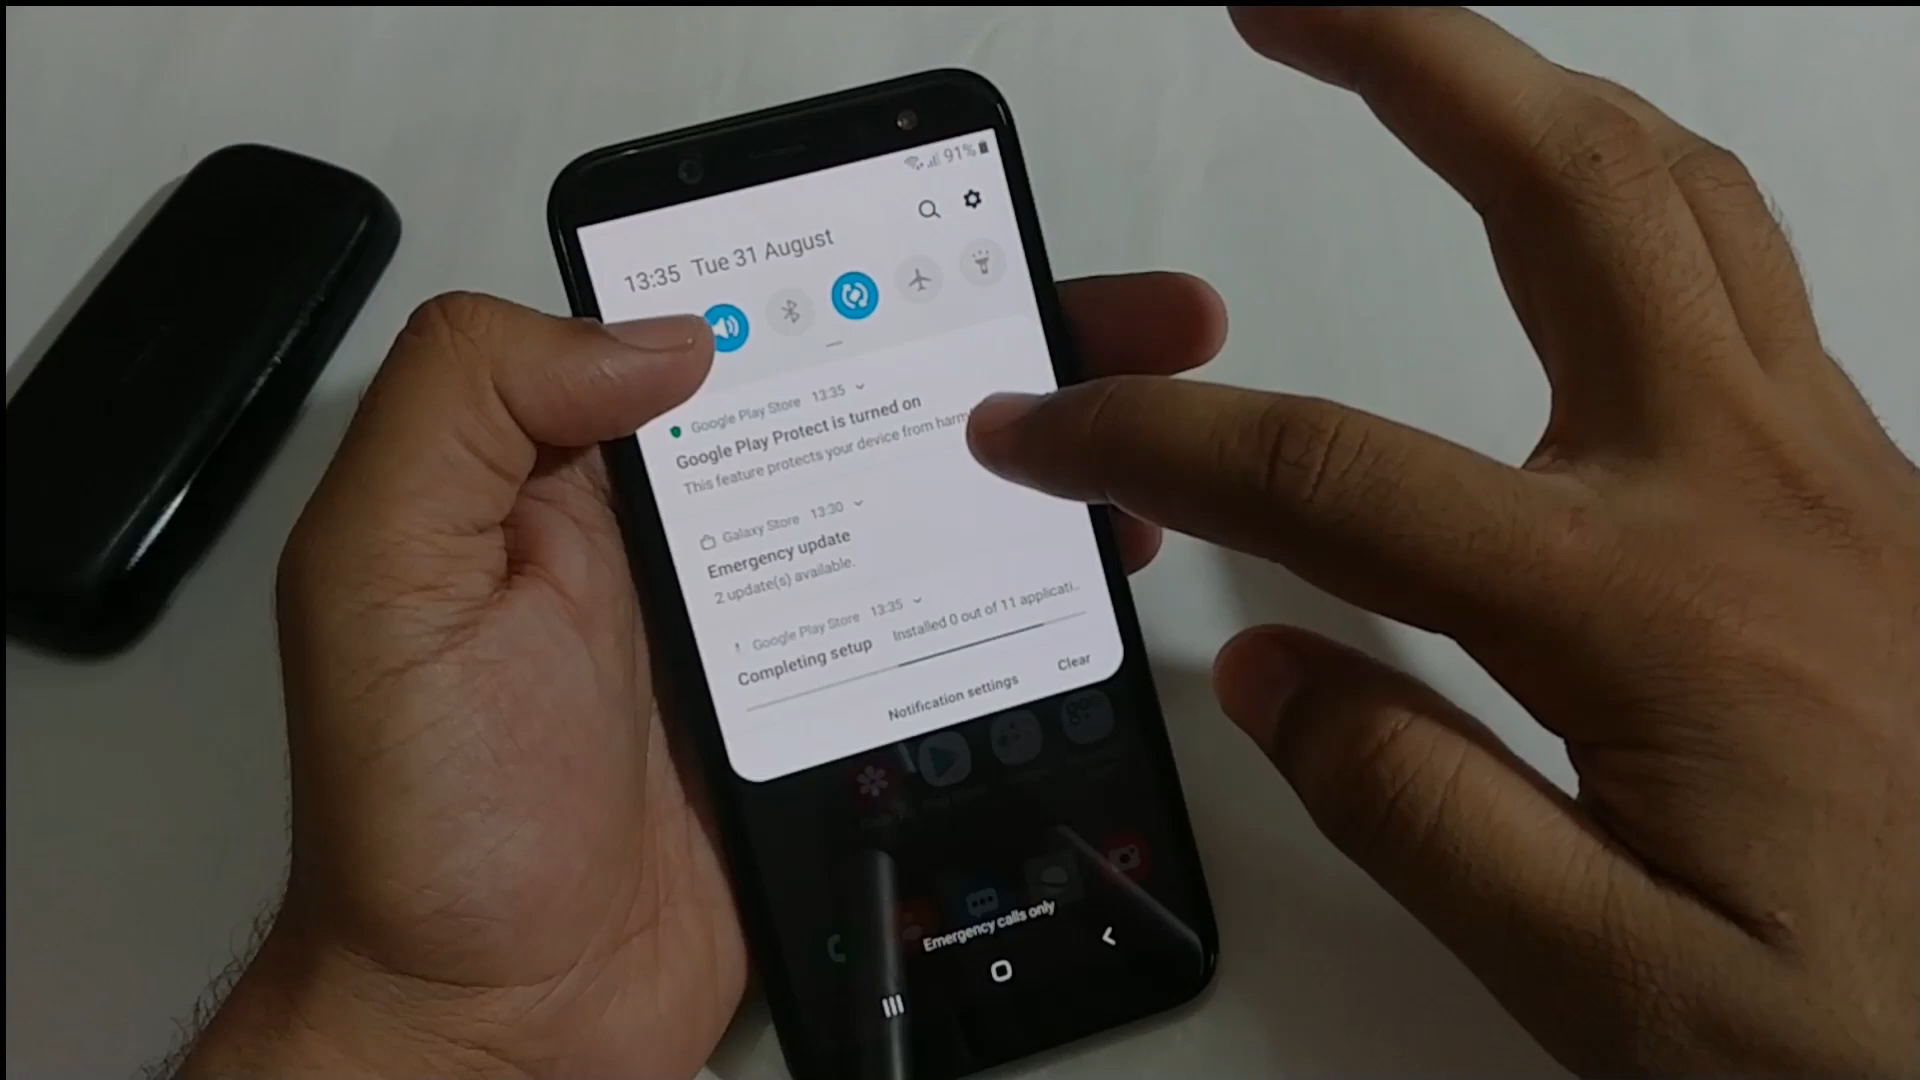 91%
13:35 Tue 31 August
Google Play Store 13:35
Google Play Protect is turned on
This feature protects your device from harm
Galaxy Store 13:30
Emergency update
2 update(s) available.
Google Play Store 13:35
Completing setup Installed 0 out of 11 applicati..
Notification settings Clear
Emergency calls only